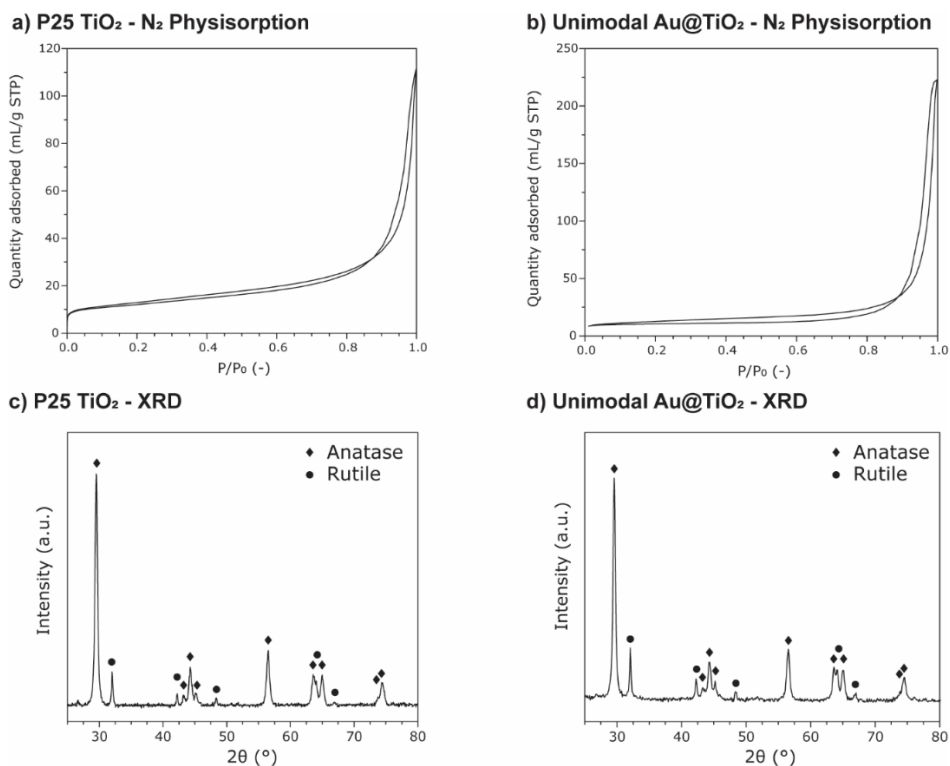 a) P25 TiO₂ - N₂ Physisorption
120
100
80
60
40
20
0
0.0 0.2 0.4 0.6 0.8 1.0
Quantity adsorbed (mL/g STP)
P/P₀ (-)
b) Unimodal Au@TiO₂ - N₂ Physisorption
250
200
150
100
50
0
0.0 0.2 0.4 0.6 0.8 1.0
Quantity adsorbed (mL/g STP)
P/P₀ (-)
c) P25 TiO₂ - XRD
♦ Anatase
● Rutile
Intensity (a.u.)
30 40 50 60 70 80
2θ (°)
d) Unimodal Au@TiO₂ - XRD
♦ Anatase
● Rutile
Intensity (a.u.)
30 40 50 60 70 80
2θ (°)